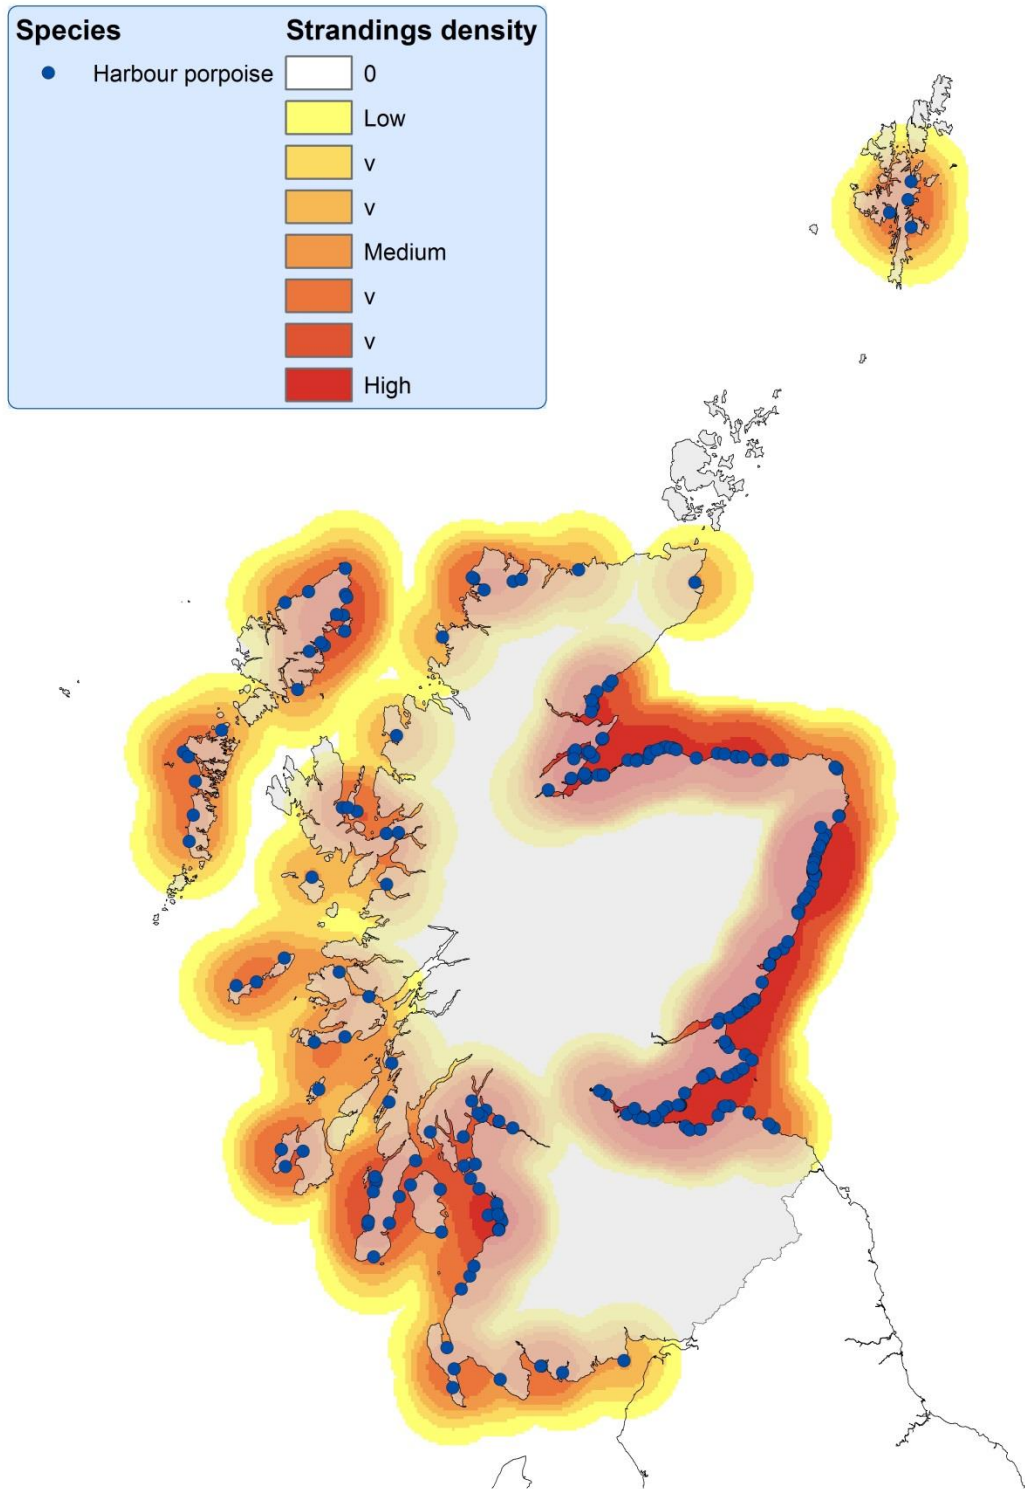 Species
Harbour porpoise
Strandings density
0
Low
v
v
Medium
v
v
High